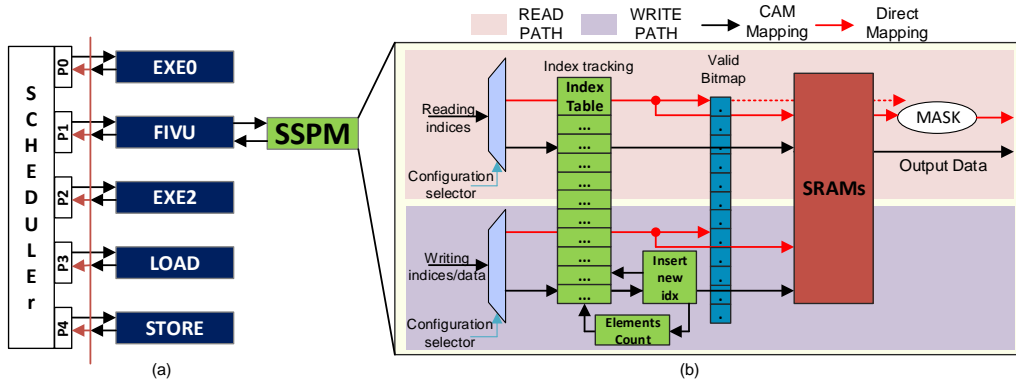 READ
PATH
WRITE
PATH
CAM
Mapping
Direct
Mapping
SCHEDULEr
P0
EXE0
P1
FIVU
SSPM
P2
EXE2
P3
LOAD
P4
STORE
(a)
Index tracking
Valid
Bitmap
Index
Table
...
...
...
...
...
...
...
...
...
...
Reading
indices
Configuration
selector
MASK
Output Data
SRAMs
Writing
indices/data
Configuration
selector
Insert
new
idx
Elements
Count
(b)